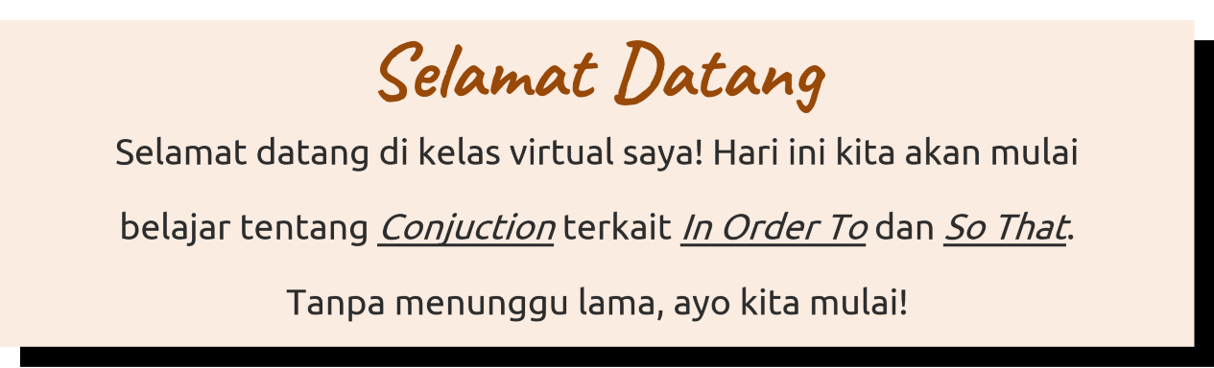 Selamat Datang
Selamat datang di kelas virtual saya! Hari ini kita akan mulai
belajar tentang Conjuction terkait In Order To dan So That.
Tanpa menunggu lama, ayo kita mulai!